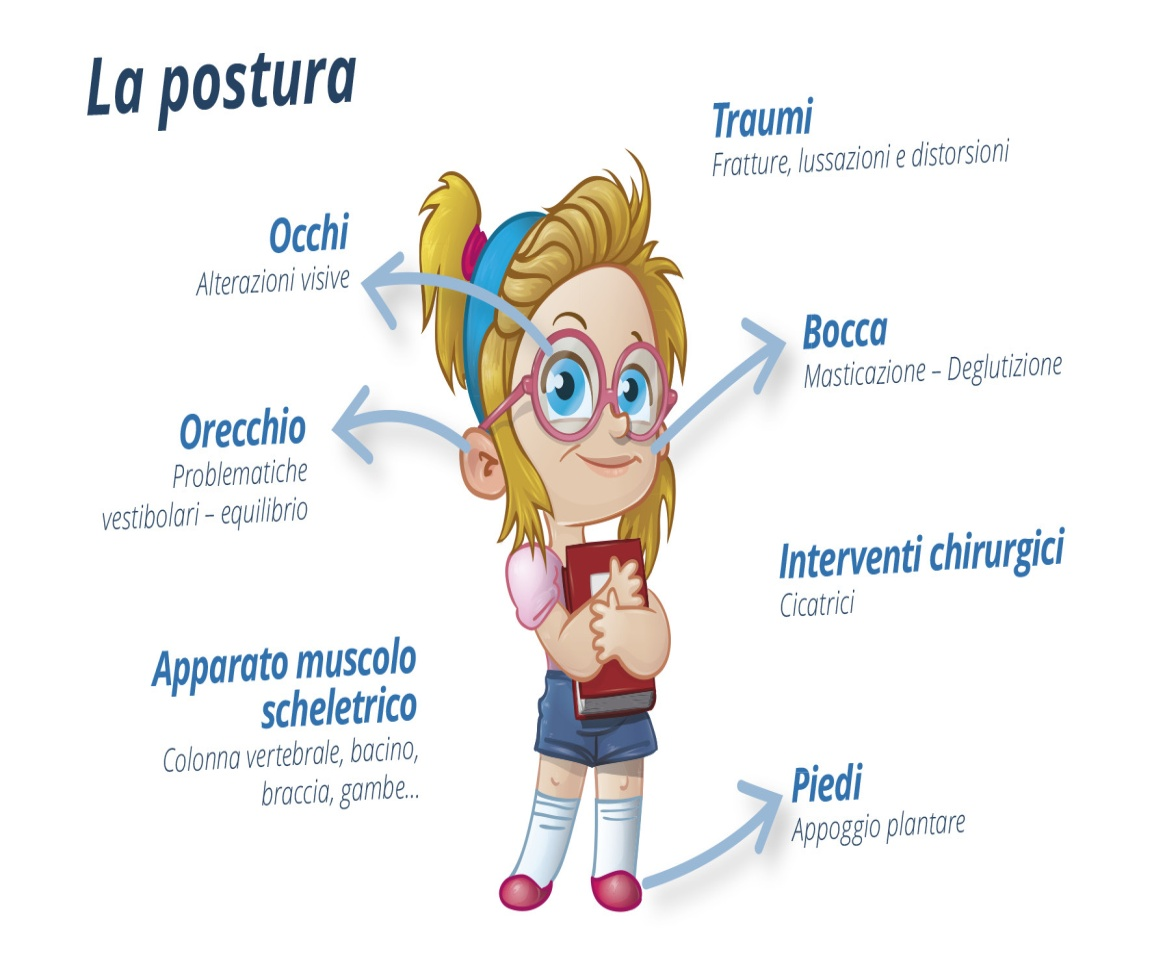 La postura
Traumi
Fratture, lussazioni e distorsioni
Occhi
Alterazioni visive
Bocca
Masticazione – Deglutizione
Orecchio
Problematiche
vestibolari – equilibrio
Interventi chirurgici
Cicatrici
Apparato muscolo
scheletrico
Colonna vertebrale, bacino,
braccia, gambe...
Piedi
Appoggio plantare